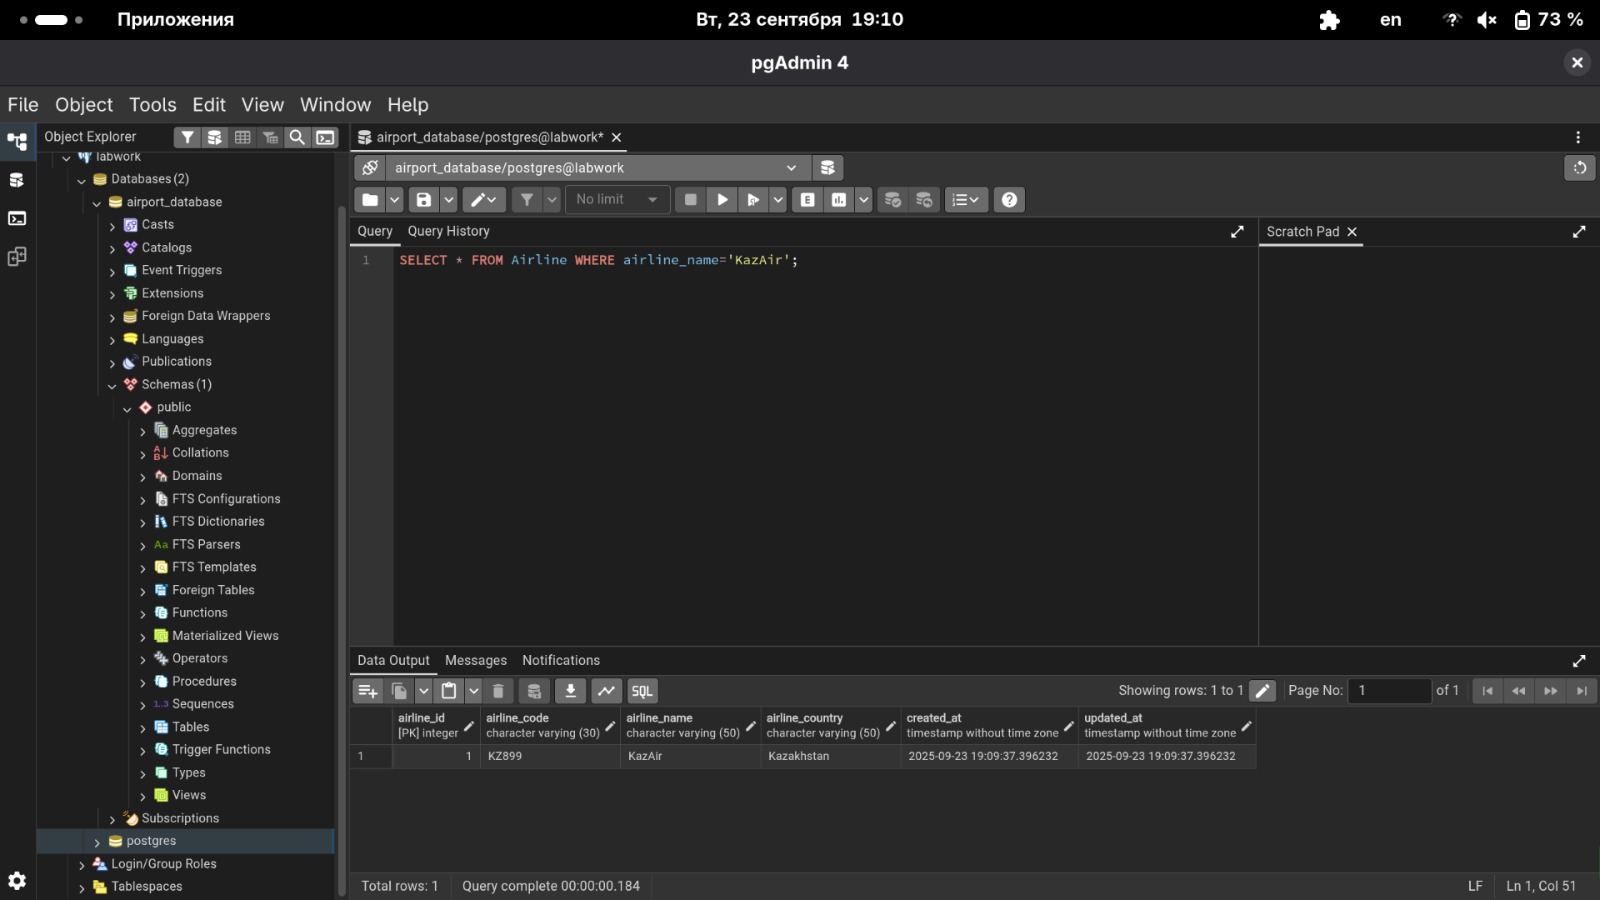 Приложения
Вт, 23 сентября 19:10
en
73 %
pgAdmin 4
File Object Tools Edit View Window Help
Object Explorer
labwork
Databases (2)
airport_database
Casts
Catalogs
Event Triggers
Extensions
Foreign Data Wrappers
Languages
Publications
Schemas (1)
public
Aggregates
Collations
Domains
FTS Configurations
FTS Dictionaries
Aa FTS Parsers
FTS Templates
Foreign Tables
Functions
Materialized Views
Operators
Procedures
1..3 Sequences
Tables
Trigger Functions
Types
Views
Subscriptions
postgres
Login/Group Roles
Tablespaces
airport_database/postgres@labwork*
airport_database/postgres@labwork
No limit
E
Query Query History
Scratch Pad
1 SELECT * FROM Airline WHERE airline_name='KazAir';
Data Output Messages Notifications
SQL
Showing rows: 1 to 1
Page No: 1 of 1
airline_id airline_code airline_name airline_country created_at updated_at
[PK] integer character varying (30) character varying (50) character varying (50) timestamp without time zone timestamp without time zone
1 1 KZ899 KazAir Kazakhstan 2025-09-23 19:09:37.396232 2025-09-23 19:09:37.396232
Total rows: 1 Query complete 00:00:00.184
LF Ln 1, Col 51